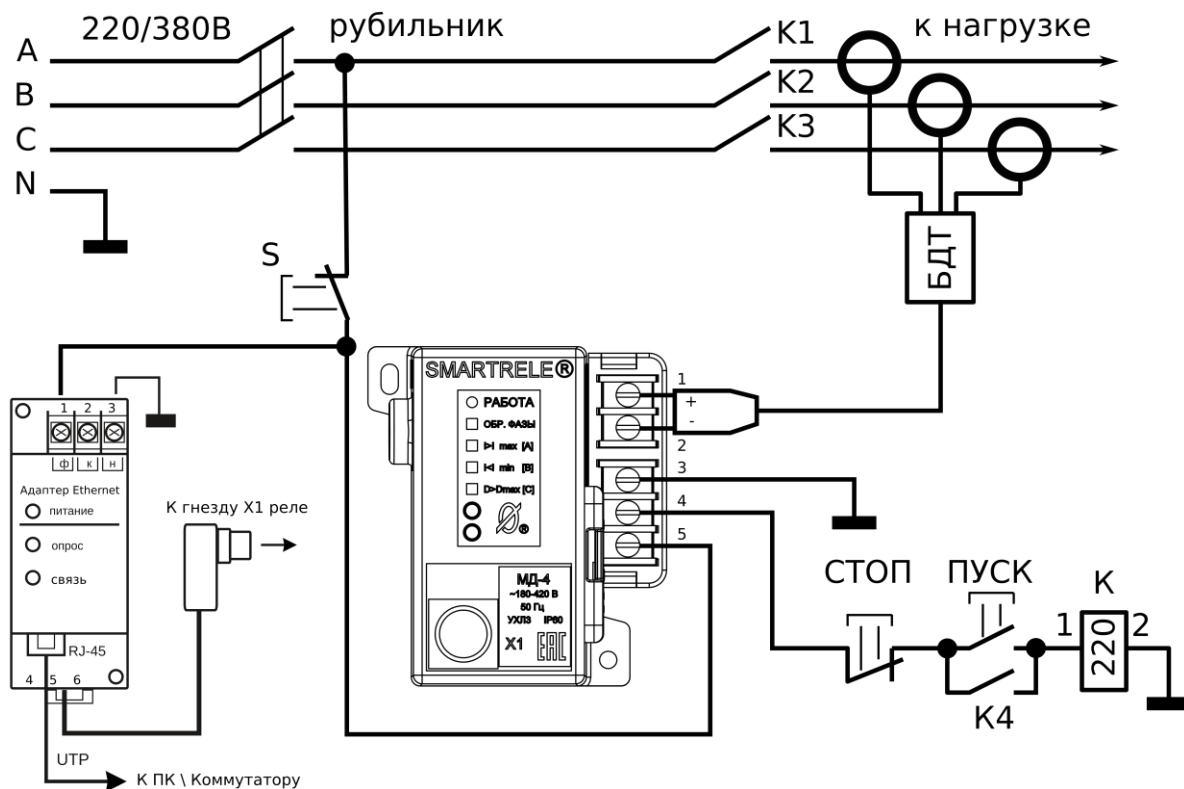 220/380В
рубильник
K1
к нагрузке
A
B
K2
C
K3
N
S
БДТ
SMARTRELE®
РАБОТА
ОБР. ФАЗЫ
max [A]
min [B]
D>Dmax [C]
®
1
+
-
2
3
4
5
МД-4
~180-420 В
50 Гц
УХЛ3 IP60
X1 EAC
1 2 3
ф к н
Адаптер Ethernet
питание
опрос
связь
RJ-45
4 5 6
К гнезду X1 реле
UTP
К ПК \ Коммутатору
СТОП
ПУСК
K
1
220
2
K4